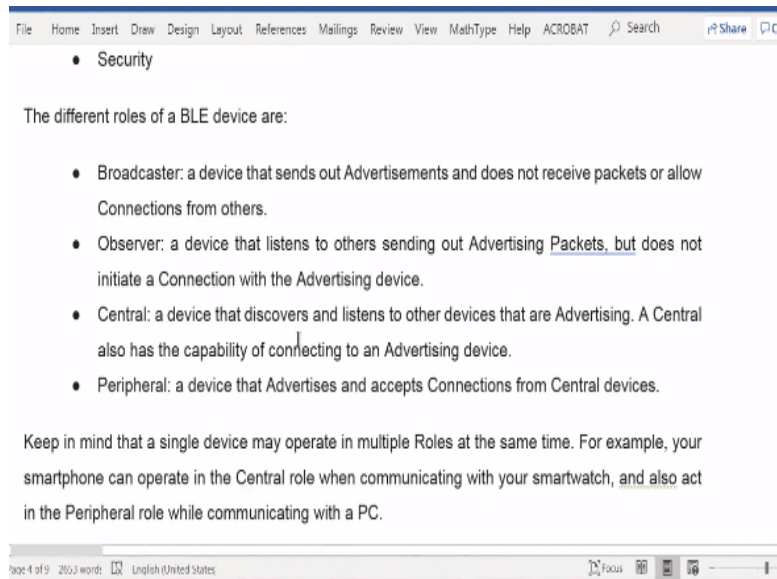 File Home Insert Draw Design Layout References Mailings Review View MathType Help ACROBAT Search Share
• Security
The different roles of a BLE device are:
• Broadcaster: a device that sends out Advertisements and does not receive packets or allow
Connections from others.
• Observer: a device that listens to others sending out Advertising Packets, but does not
initiate a Connection with the Advertising device.
• Central: a device that discovers and listens to other devices that are Advertising. A Central
also has the capability of connecting to an Advertising device.
• Peripheral: a device that Advertises and accepts Connections from Central devices.
Keep in mind that a single device may operate in multiple Roles at the same time. For example, your
smartphone can operate in the Central role when communicating with your smartwatch, and also act
in the Peripheral role while communicating with a PC.
Page 4 of 9 2653 words English (United States Focus